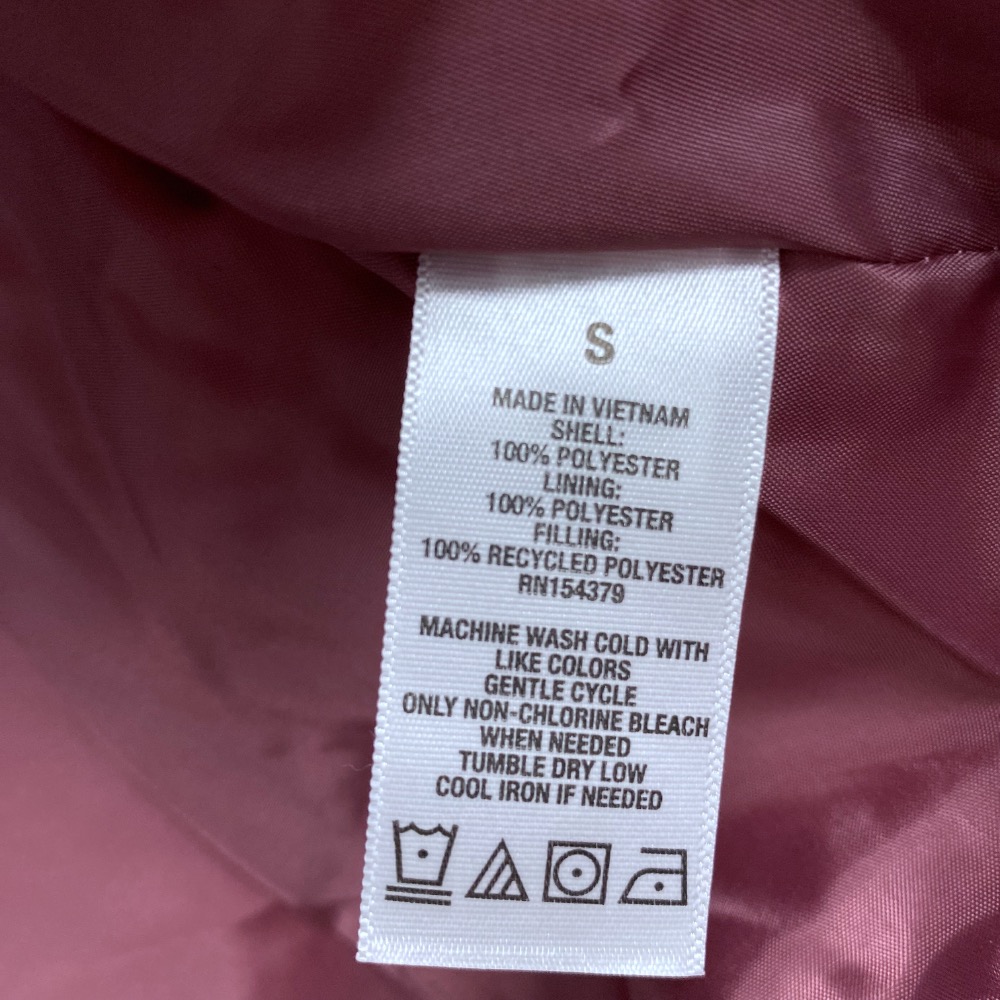 S
MADE IN VIETNAM
SHELL:
100% POLYESTER
LINING:
100% POLYESTER
FILLING:
100% RECYCLED POLYESTER
RN154379
MACHINE WASH COLD WITH
LIKE COLORS
GENTLE CYCLE
ONLY NON-CHLORINE BLEACH
WHEN NEEDED
TUMBLE DRY LOW
COOL IRON IF NEEDED